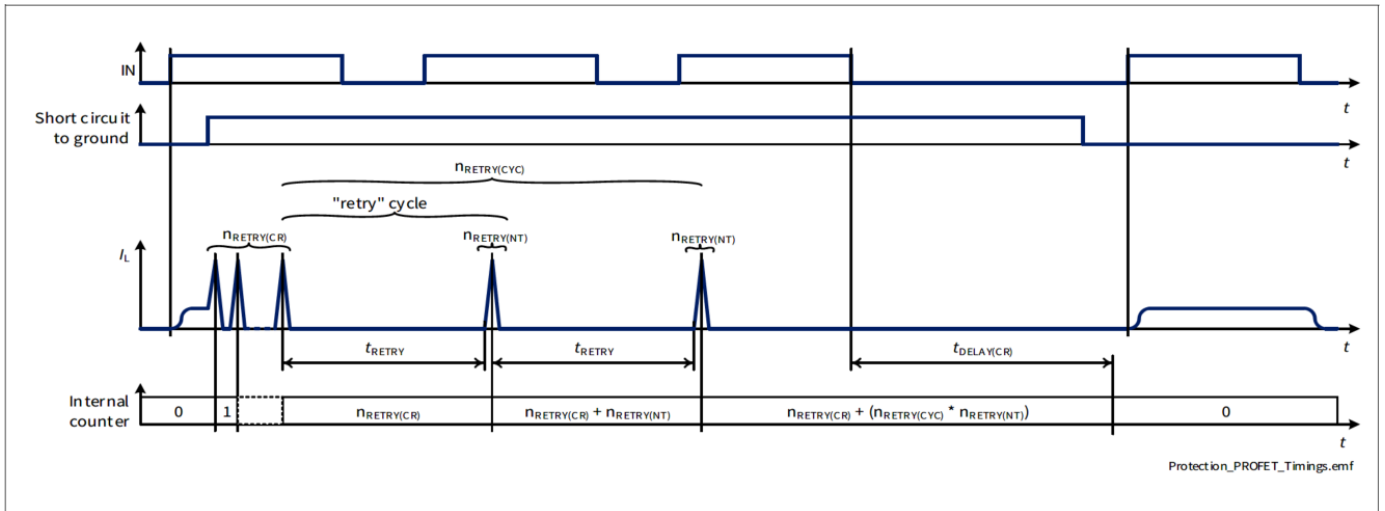 IN
t
Short circuit
to ground
t
nRETRY(CYC)
"retry" cycle
nRETRY(CR)
nRETRY(NT)
nRETRY(NT)
IL
t
tRETRY
tRETRY
tDELAY(CR)
Internal
counter
0
1
nRETRY(CR)
nRETRY(CR) + nRETRY(NT)
nRETRY(CR) + (nRETRY(CYC) * nRETRY(NT))
0
t
Protection_PROFET_Timings.emf